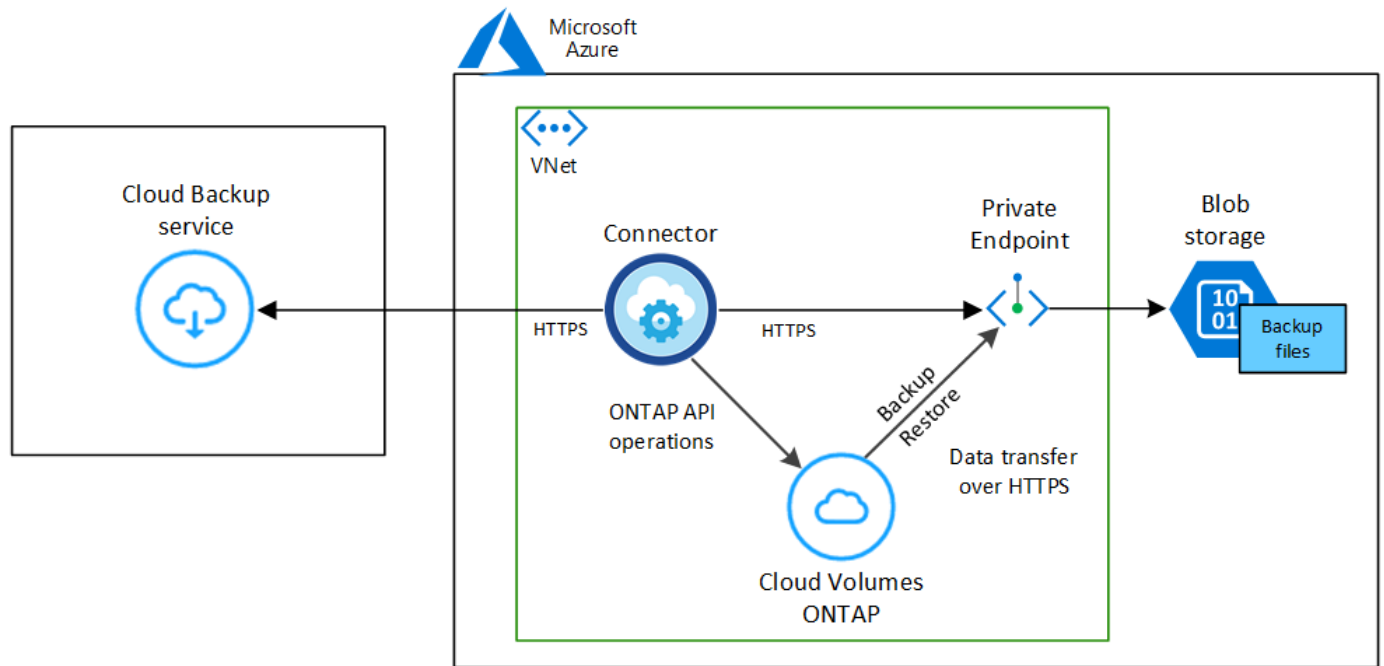 Microsoft
Azure
VNet
Cloud Backup
service
Connector
Private
Endpoint
Blob
storage
HTTPS
HTTPS
10
01
Backup
files
ONTAP API
operations
Backup
Restore
Data transfer
over HTTPS
Cloud Volumes
ONTAP